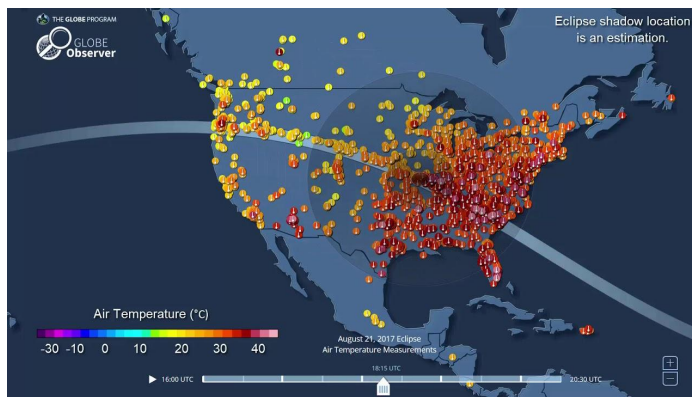 THE GLOBE PROGRAM
GLOBE
Observer
Eclipse shadow location
is an estimation.
Air Temperature (°C)
-30 -10 0 10 20 30 40
August 21, 2017 Eclipse
Air Temperature Measurements
18:15 UTC
16:00 UTC
20:30 UTC
+
−